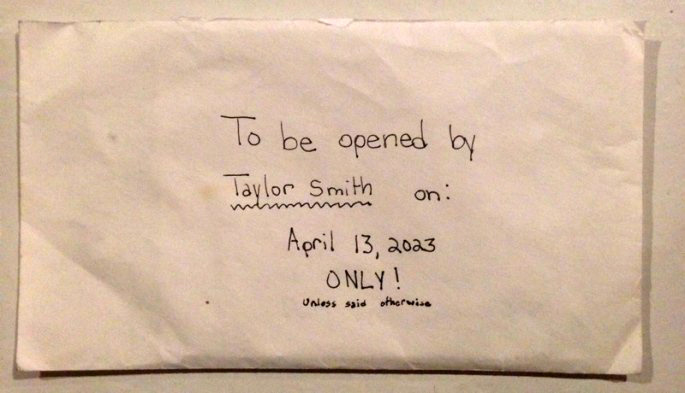 To be opened by
Taylor Smith on:
April 13, 2023
ONLY!
Unless said otherwise